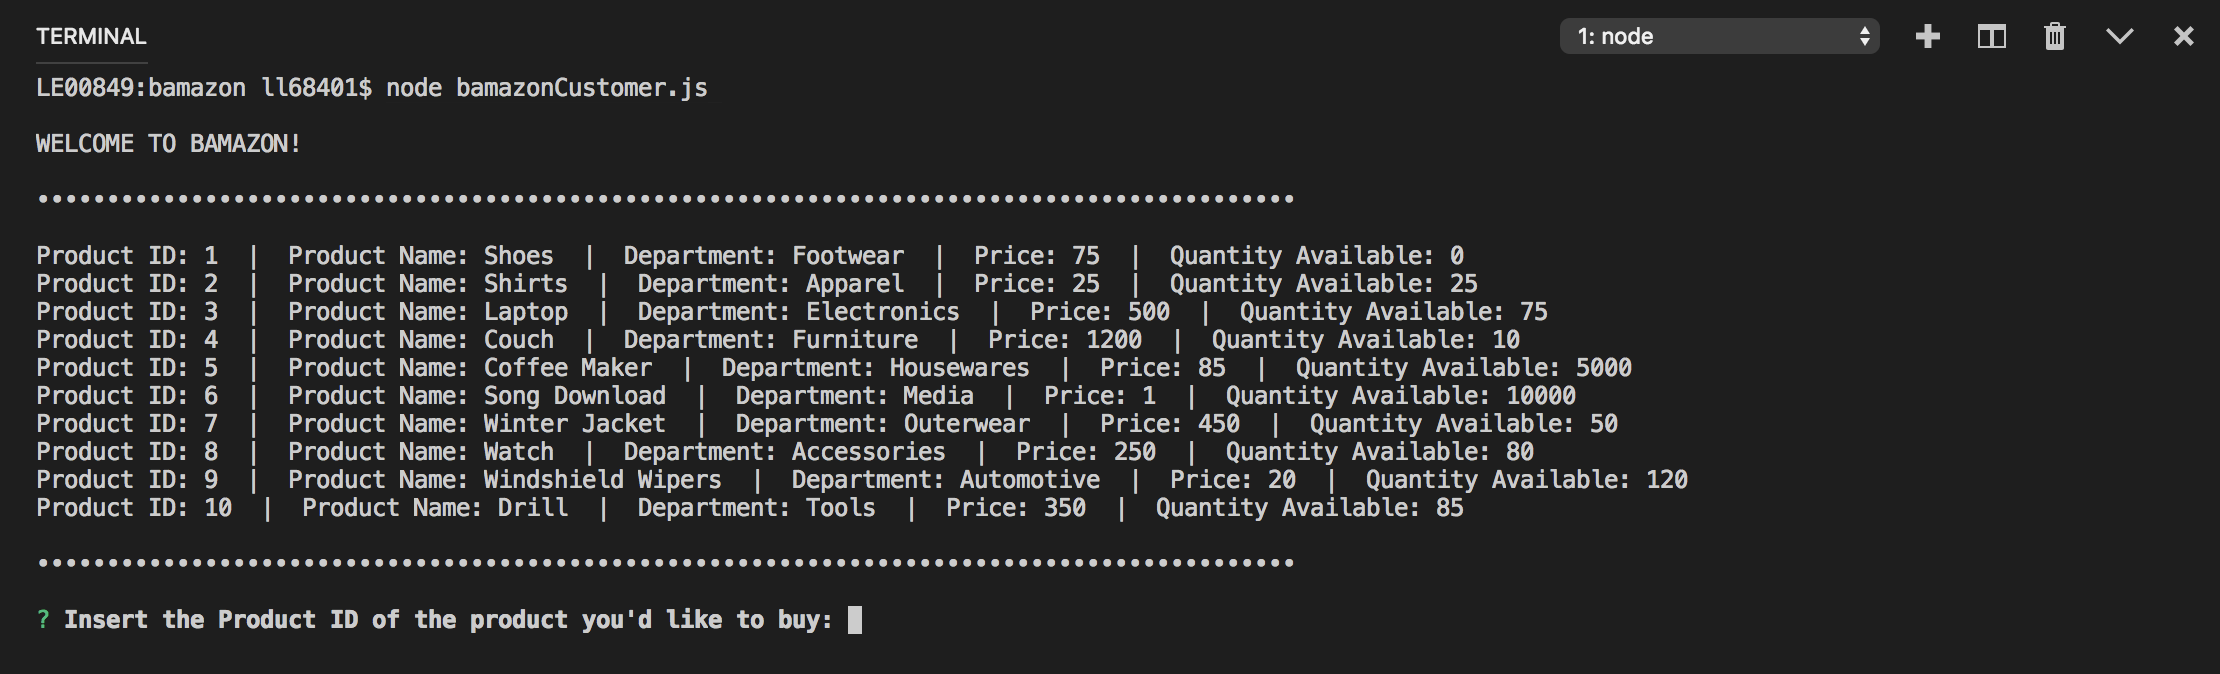 TERMINAL
1: node
LE00849:bamazon ll68401$ node bamazonCustomer.js
WELCOME TO BAMAZON!
••••••••••••••••••••••••••••••••••••••••••••••••••••••••••••••••••••••••••••••••••••••••••
Product ID: 1  |  Product Name: Shoes  |  Department: Footwear  |  Price: 75  |  Quantity Available: 0
Product ID: 2  |  Product Name: Shirts  |  Department: Apparel  |  Price: 25  |  Quantity Available: 25
Product ID: 3  |  Product Name: Laptop  |  Department: Electronics  |  Price: 500  |  Quantity Available: 75
Product ID: 4  |  Product Name: Couch  |  Department: Furniture  |  Price: 1200  |  Quantity Available: 10
Product ID: 5  |  Product Name: Coffee Maker  |  Department: Housewares  |  Price: 85  |  Quantity Available: 5000
Product ID: 6  |  Product Name: Song Download  |  Department: Media  |  Price: 1  |  Quantity Available: 10000
Product ID: 7  |  Product Name: Winter Jacket  |  Department: Outerwear  |  Price: 450  |  Quantity Available: 50
Product ID: 8  |  Product Name: Watch  |  Department: Accessories  |  Price: 250  |  Quantity Available: 80
Product ID: 9  |  Product Name: Windshield Wipers  |  Department: Automotive  |  Price: 20  |  Quantity Available: 120
Product ID: 10  |  Product Name: Drill  |  Department: Tools  |  Price: 350  |  Quantity Available: 85
••••••••••••••••••••••••••••••••••••••••••••••••••••••••••••••••••••••••••••••••••••••••••
? Insert the Product ID of the product you'd like to buy: